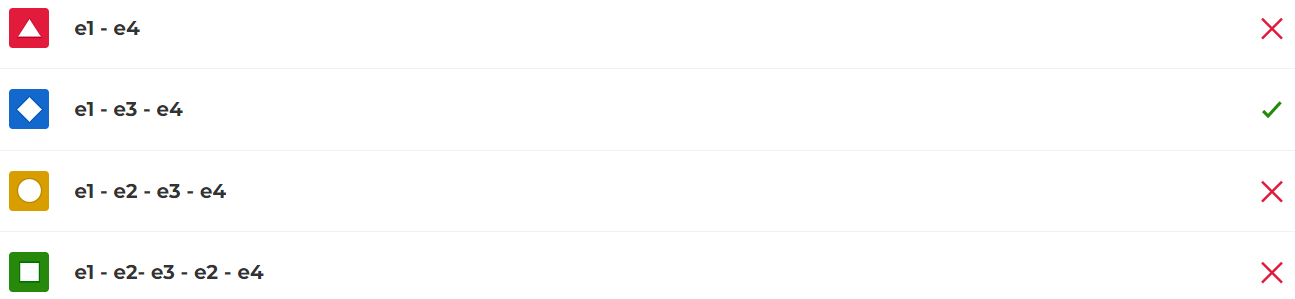 e1 - e4
e1 - e3 - e4
e1 - e2 - e3 - e4
e1 - e2- e3 - e2 - e4